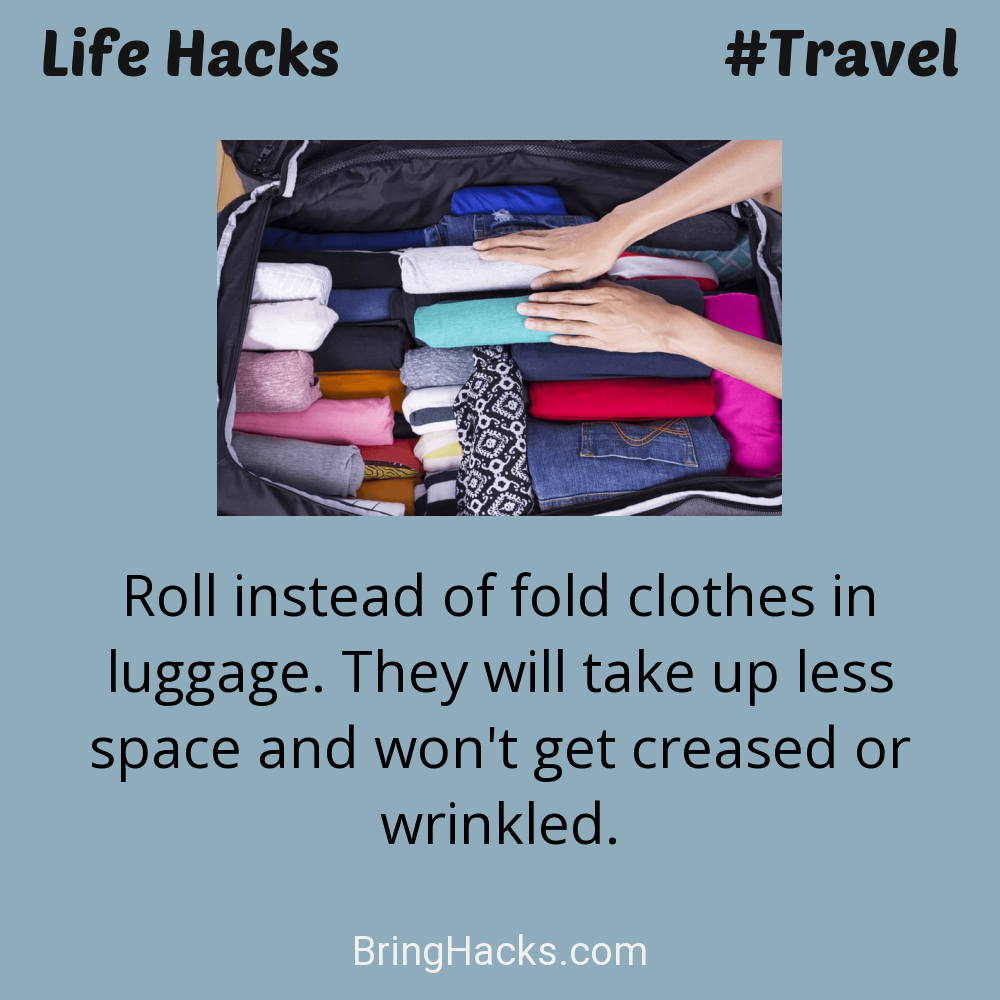 Life Hacks
#Travel
Roll instead of fold clothes in
luggage. They will take up less
space and won't get creased or
wrinkled.
BringHacks.com